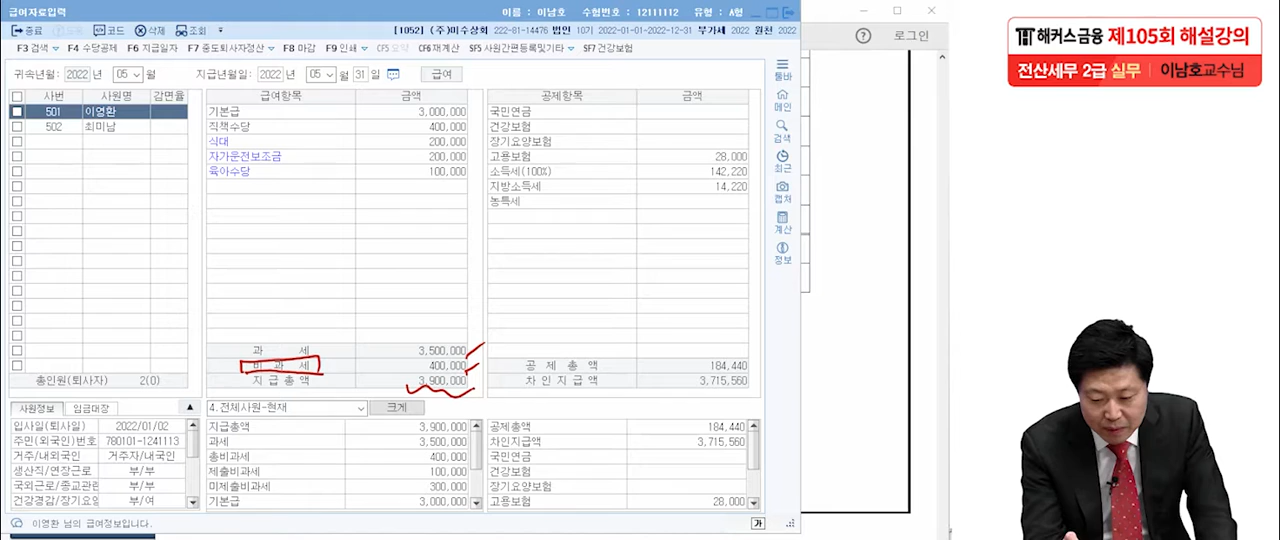 급여자료입력
이름 : 이남호 수험번호 : 12111112 유형 : A형
종료 도움 코드 삭제 조회
[1052] (주)미수상회 222-81-14476 법인 10기 2022-01-01~2022-12-31 부가세 2022 원천 2022
F3 검색 F4 수당공제 F6 지급일자 F7 중도퇴사자정산 F8 마감 F9 인쇄 CF5 요약 CF6 재계산 SF5 사원간편등록및기타 SF7 건강보험
귀속년월: 2022 년 05 월 지급년월일: 2022 년 05 월 31 일 급여
사번 사원명 감면율
501 이영환
502 최미남
총인원(퇴사자) 2(0)
급여항목 금액
기본급 3,000,000
직책수당 400,000
식대 200,000
자가운전보조금 200,000
육아수당 100,000
과 세 3,500,000
비 과 세 400,000
지 급 총 액 3,900,000
공제항목 금액
국민연금
건강보험
장기요양보험
고용보험 28,000
소득세(100%) 142,220
지방소득세 14,220
농특세
공 제 총 액 184,440
차 인 지 급 액 3,715,560
사원정보 임금대장
입사일(퇴사일) 2022/01/02
주민(외국인)번호 780101-1241113
거주/내외국인 거주자/내국인
생산직/연장근로 부/부
국외근로/종교관련 부/부
건강경감/장기요양 부/여
4.전체사원-현재 크게
지급총액 3,900,000
과세 3,500,000
총비과세 400,000
제출비과세 100,000
미제출비과세 300,000
기본급 3,000,000
공제총액 184,440
차인지급액 3,715,560
국민연금
건강보험
장기요양보험
고용보험 28,000
이영환 님의 급여정보입니다.
가
툴바
메인
검색
최근
캡처
계산
정보
로그인
해커스금융 제105회 해설강의
전산세무 2급 실무 이남호교수님